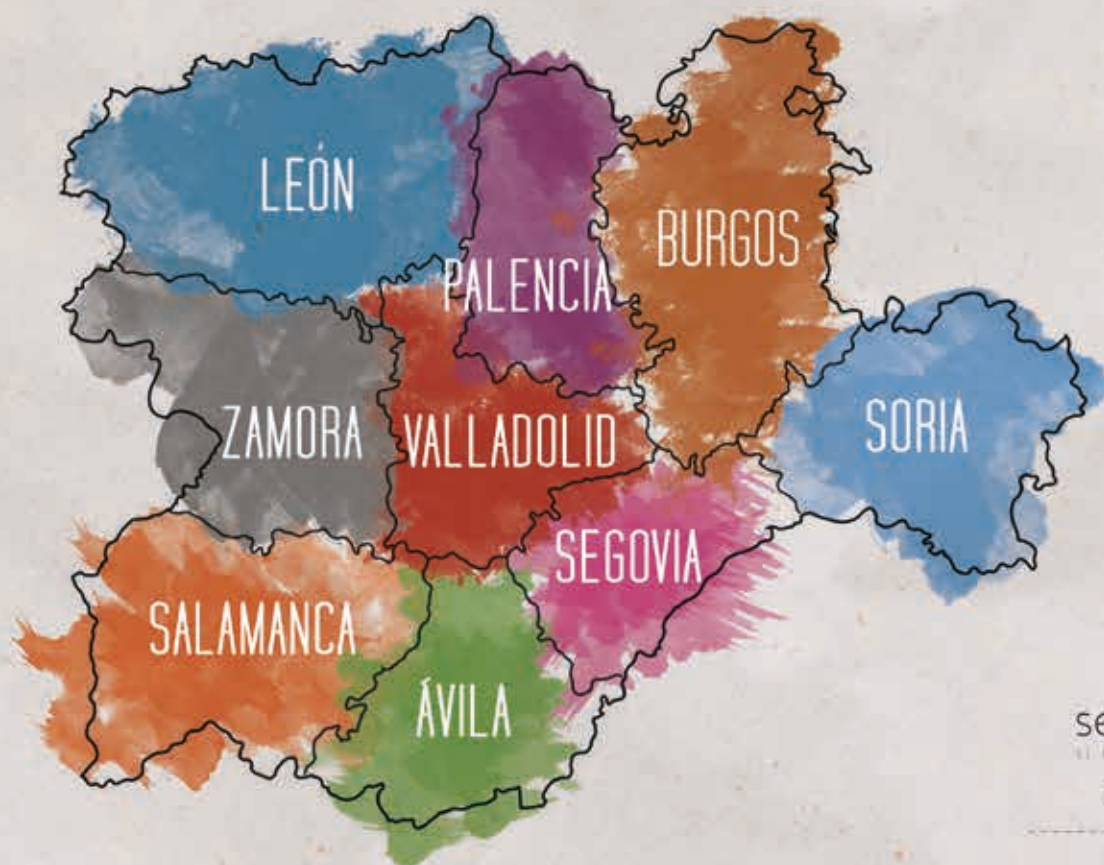 LEÓN
BURGOS
PALENCIA
ZAMORA
VALLADOLID
SORIA
SEGOVIA
SALAMANCA
ÁVILA